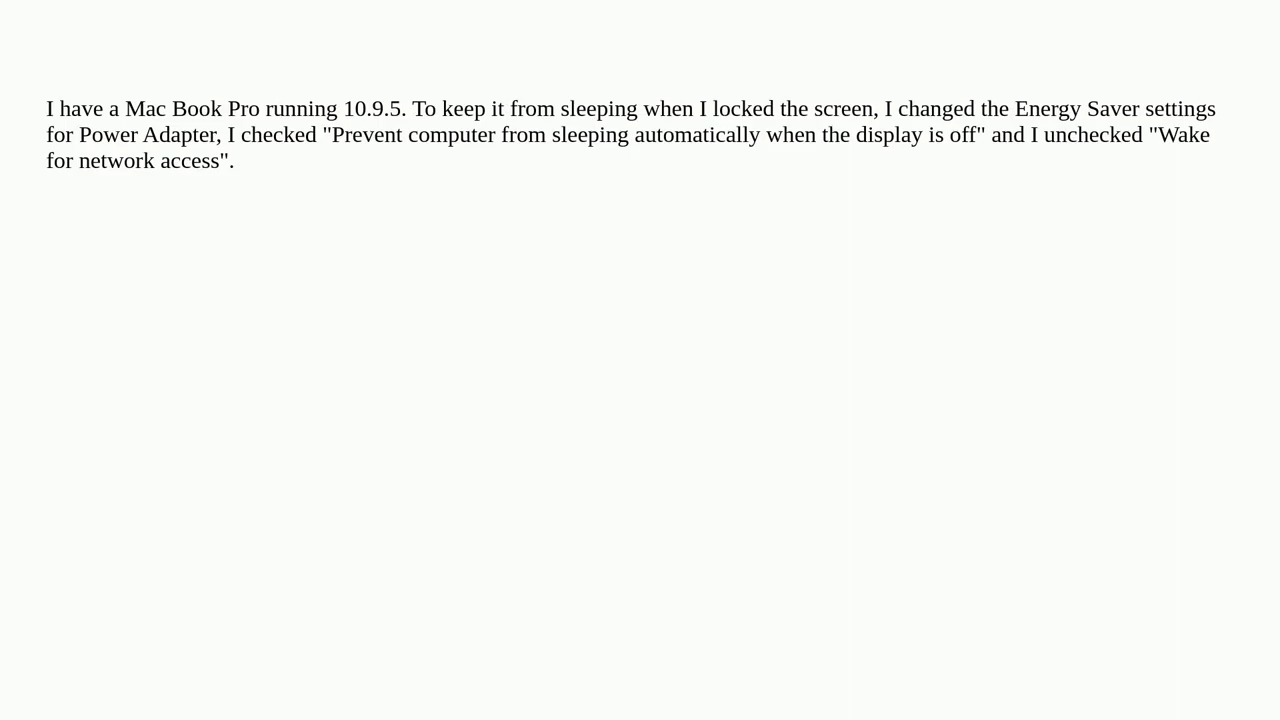 I have a Mac Book Pro running 10.9.5. To keep it from sleeping when I locked the screen, I changed the Energy Saver settings
for Power Adapter, I checked "Prevent computer from sleeping automatically when the display is off" and I unchecked "Wake
for network access".